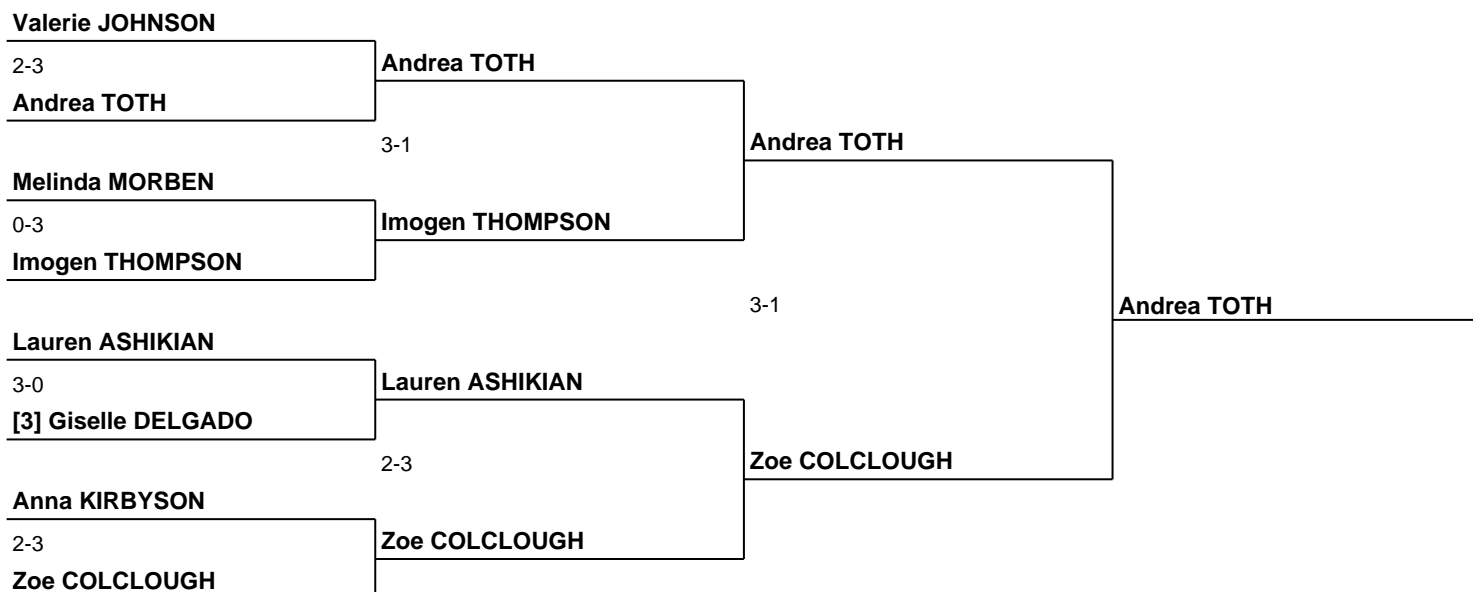 Valerie JOHNSON
2-3
Andrea TOTH
Andrea TOTH
3-1
Andrea TOTH
Melinda MORBEN
0-3
Imogen THOMPSON
Imogen THOMPSON
3-1
Andrea TOTH
Lauren ASHIKIAN
3-0
Lauren ASHIKIAN
[3] Giselle DELGADO
2-3
Zoe COLCLOUGH
Anna KIRBYSON
2-3
Zoe COLCLOUGH
Zoe COLCLOUGH